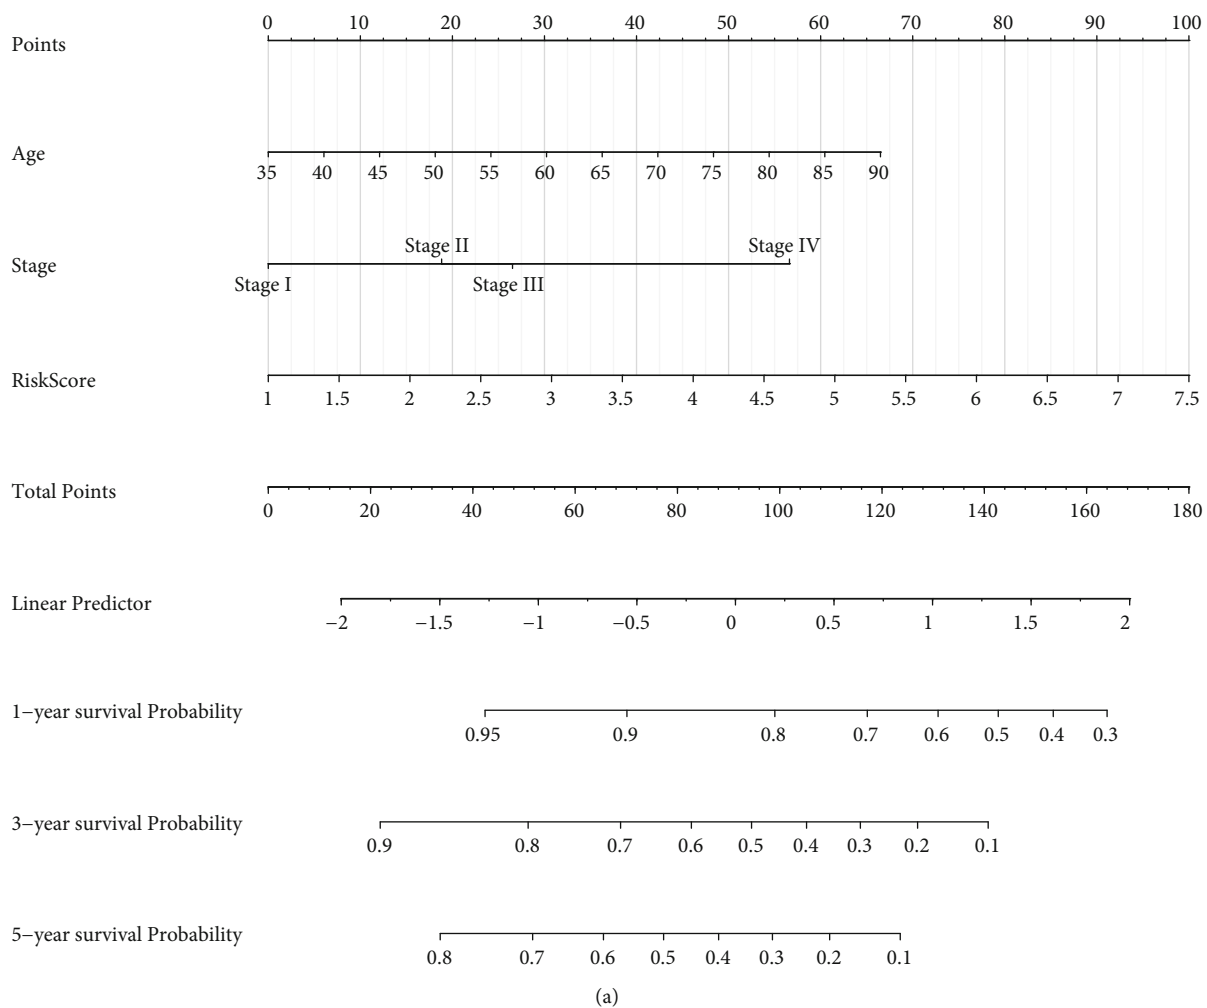 0 10 20 30 40 50 60 70 80 90 100
Points
Age
35 40 45 50 55 60 65 70 75 80 85 90
Stage II Stage IV
Stage
Stage I Stage III
RiskScore
1 1.5 2 2.5 3 3.5 4 4.5 5 5.5 6 6.5 7 7.5
Total Points
0 20 40 60 80 100 120 140 160 180
Linear Predictor
−2 −1.5 −1 −0.5 0 0.5 1 1.5 2
1−year survival Probability
0.95 0.9 0.8 0.7 0.6 0.5 0.4 0.3
3−year survival Probability
0.9 0.8 0.7 0.6 0.5 0.4 0.3 0.2 0.1
5−year survival Probability
0.8 0.7 0.6 0.5 0.4 0.3 0.2 0.1
(a)